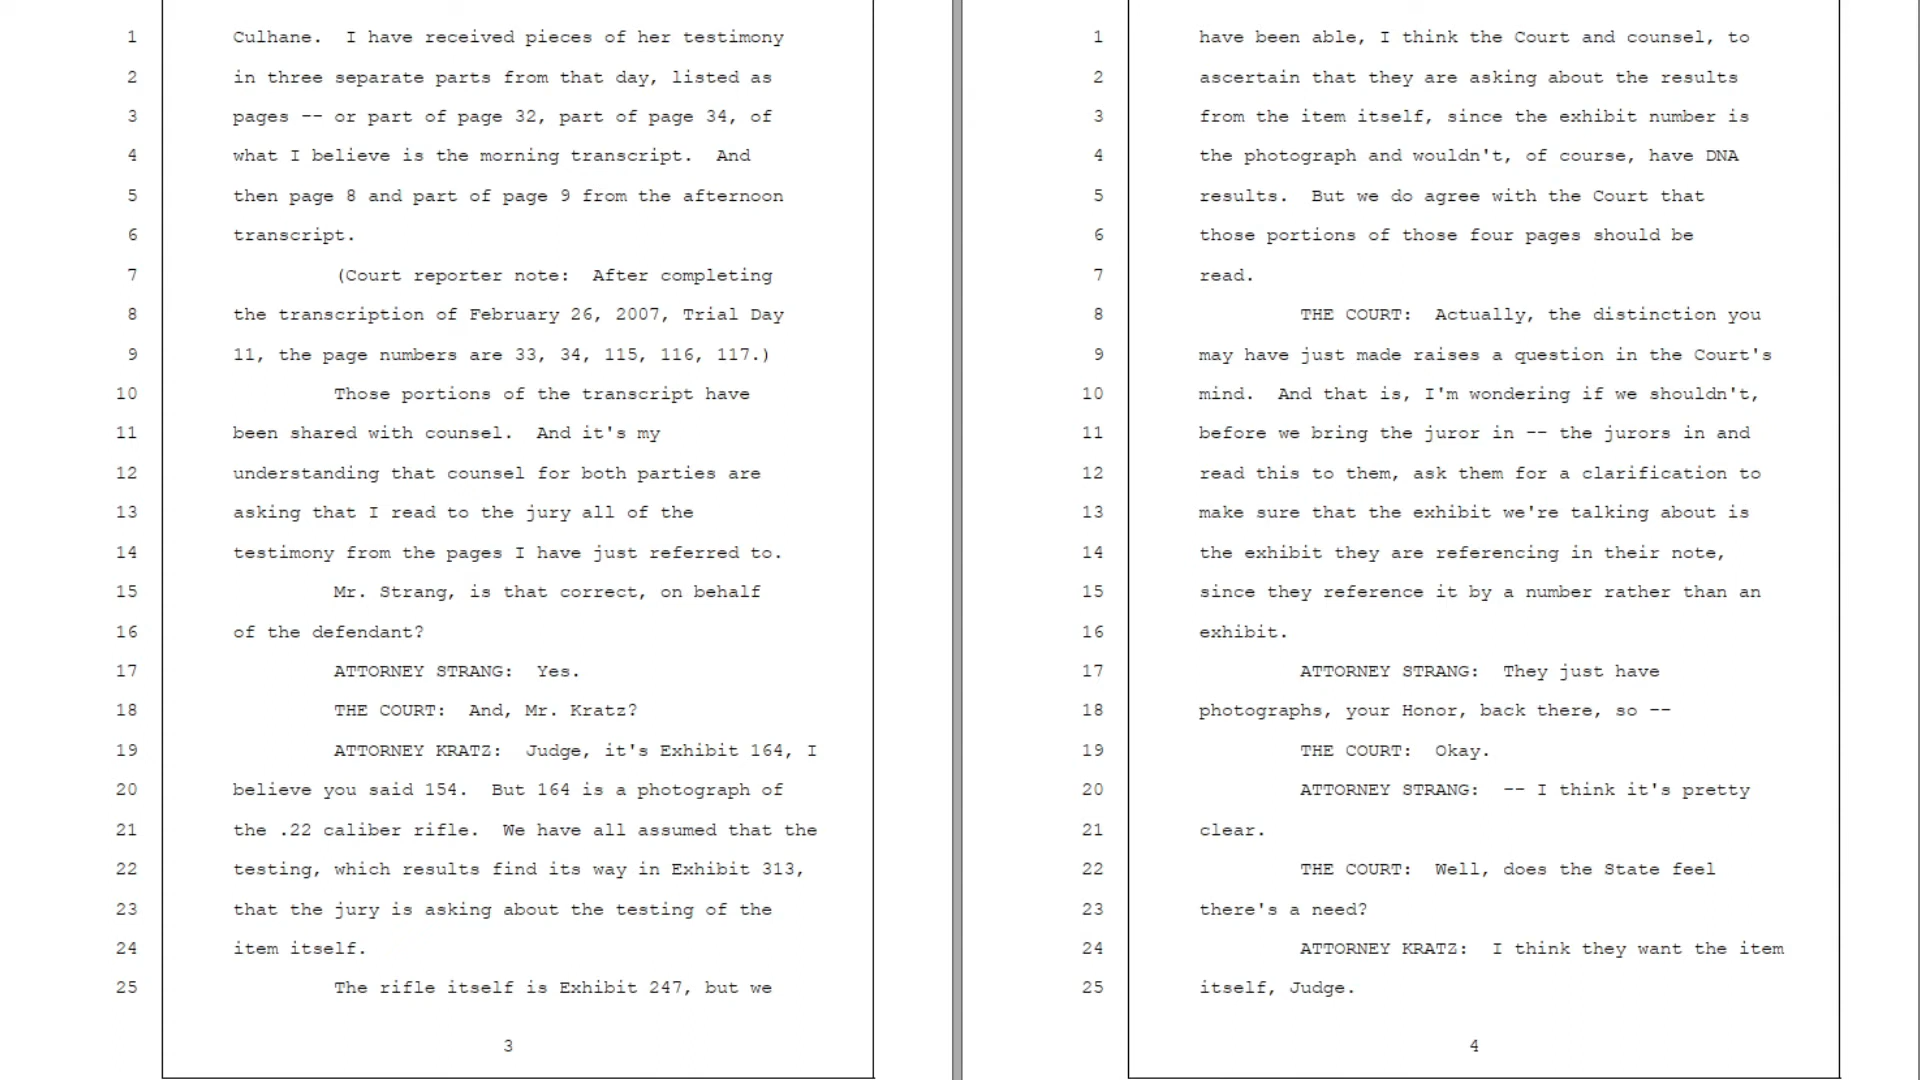 1 Culhane.  I have received pieces of her testimony
2 in three separate parts from that day, listed as
3 pages -- or part of page 32, part of page 34, of
4 what I believe is the morning transcript.  And
5 then page 8 and part of page 9 from the afternoon
6 transcript.
7 (Court reporter note:  After completing
8 the transcription of February 26, 2007, Trial Day
9 11, the page numbers are 33, 34, 115, 116, 117.)
10 Those portions of the transcript have
11 been shared with counsel.  And it's my
12 understanding that counsel for both parties are
13 asking that I read to the jury all of the
14 testimony from the pages I have just referred to.
15 Mr. Strang, is that correct, on behalf
16 of the defendant?
17 ATTORNEY STRANG:  Yes.
18 THE COURT:  And, Mr. Kratz?
19 ATTORNEY KRATZ:  Judge, it's Exhibit 164, I
20 believe you said 154.  But 164 is a photograph of
21 the .22 caliber rifle.  We have all assumed that the
22 testing, which results find its way in Exhibit 313,
23 that the jury is asking about the testing of the
24 item itself.
25 The rifle itself is Exhibit 247, but we
3
1 have been able, I think the Court and counsel, to
2 ascertain that they are asking about the results
3 from the item itself, since the exhibit number is
4 the photograph and wouldn't, of course, have DNA
5 results.  But we do agree with the Court that
6 those portions of those four pages should be
7 read.
8 THE COURT:  Actually, the distinction you
9 may have just made raises a question in the Court's
10 mind.  And that is, I'm wondering if we shouldn't,
11 before we bring the juror in -- the jurors in and
12 read this to them, ask them for a clarification to
13 make sure that the exhibit we're talking about is
14 the exhibit they are referencing in their note,
15 since they reference it by a number rather than an
16 exhibit.
17 ATTORNEY STRANG:  They just have
18 photographs, your Honor, back there, so --
19 THE COURT:  Okay.
20 ATTORNEY STRANG:  -- I think it's pretty
21 clear.
22 THE COURT:  Well, does the State feel
23 there's a need?
24 ATTORNEY KRATZ:  I think they want the item
25 itself, Judge.
4